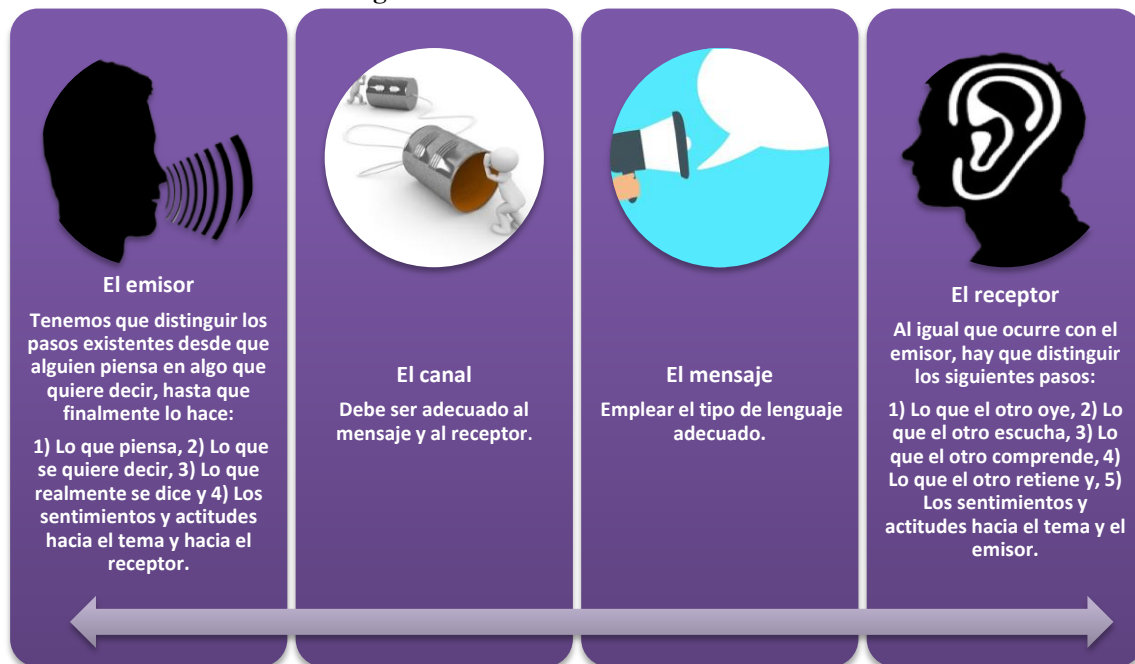 El emisor
Tenemos que distinguir los
pasos existentes desde que
alguien piensa en algo que
quiere decir, hasta que
finalmente lo hace:
1) Lo que piensa, 2) Lo que
se quiere decir, 3) Lo que
realmente se dice y 4) Los
sentimientos y actitudes
hacia el tema y hacia el
receptor.
El canal
Debe ser adecuado al
mensaje y al receptor.
El mensaje
Emplear el tipo de lenguaje
adecuado.
El receptor
Al igual que ocurre con el
emisor, hay que distinguir
los siguientes pasos:
1) Lo que el otro oye, 2) Lo
que el otro escucha, 3) Lo
que el otro comprende, 4)
Lo que el otro retiene y, 5)
Los sentimientos y
actitudes hacia el tema y el
emisor.